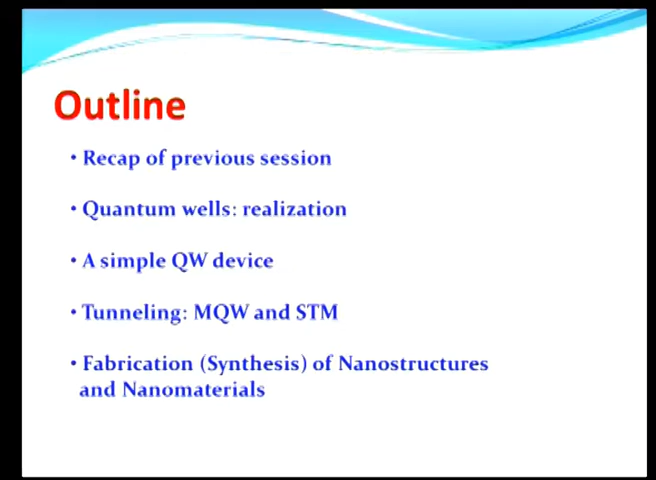 Outline
• Recap of previous session
• Quantum wells: realization
• A simple QW device
• Tunneling: MQW and STM
• Fabrication (Synthesis) of Nanostructures
and Nanomaterials